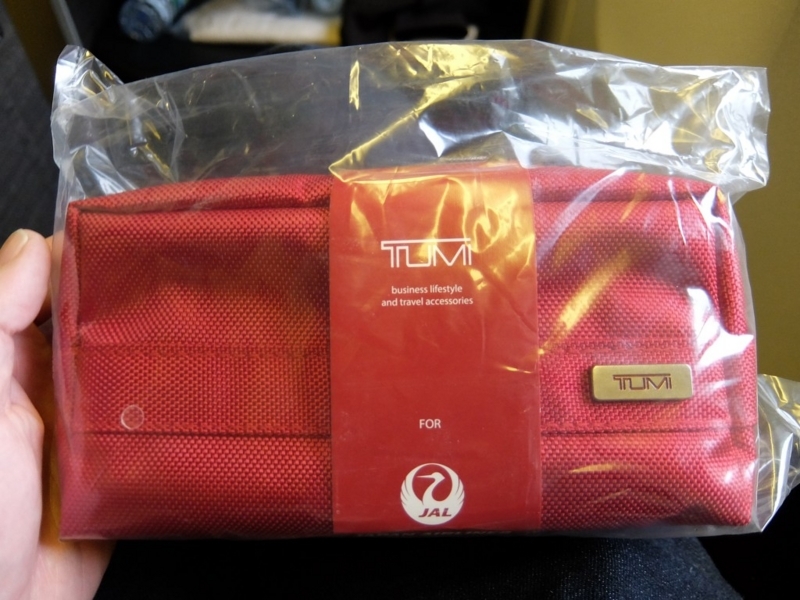 TUMI
business lifestyle
and travel accessories
TUMI
FOR
JAL